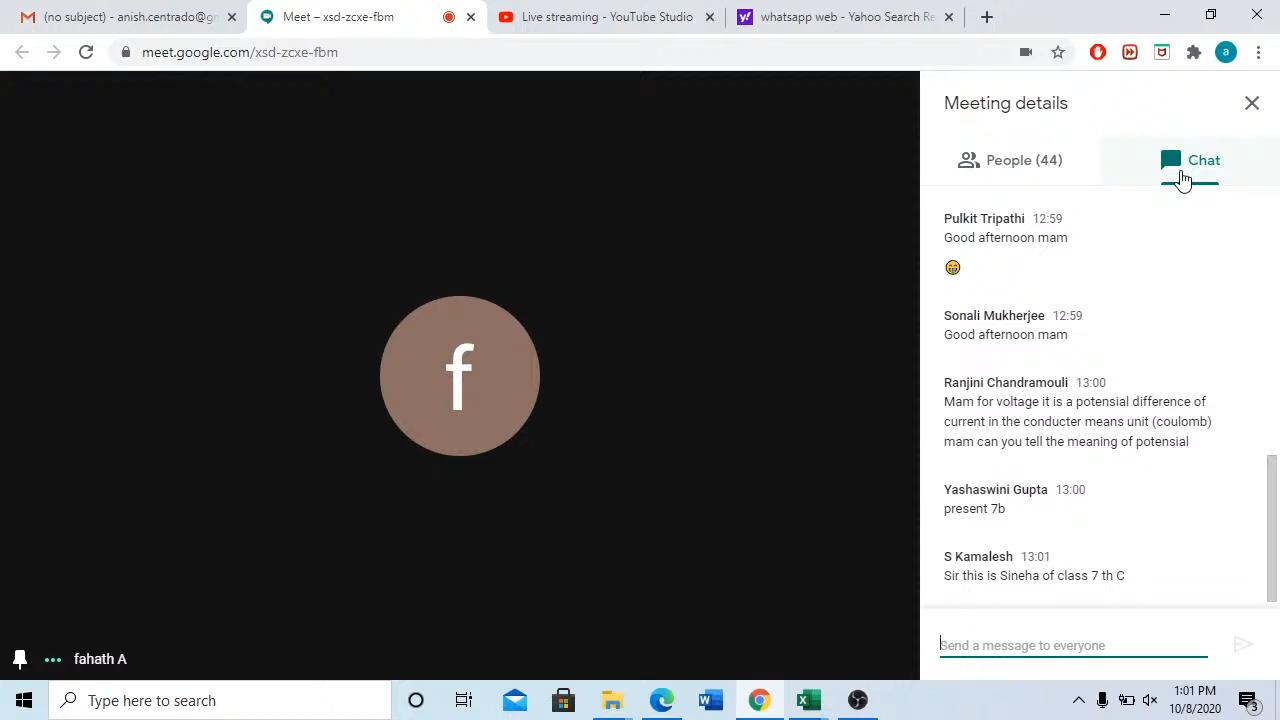 (no subject) - anish.centrado@gr
Meet – xsd-zcxe-fbm
Live streaming - YouTube Studio
whatsapp web - Yahoo Search Re
meet.google.com/xsd-zcxe-fbm
a
Meeting details
People (44)
Chat
Pulkit Tripathi 12:59
Good afternoon mam
Sonali Mukherjee 12:59
Good afternoon mam
Ranjini Chandramouli 13:00
Mam for voltage it is a potensial difference of
current in the conducter means unit (coulomb)
mam can you tell the meaning of potensial
f
Yashaswini Gupta 13:00
present 7b
S Kamalesh 13:01
Sir this is Sineha of class 7 th C
Send a message to everyone
fahath A
Type here to search
1:01 PM
10/8/2020
3